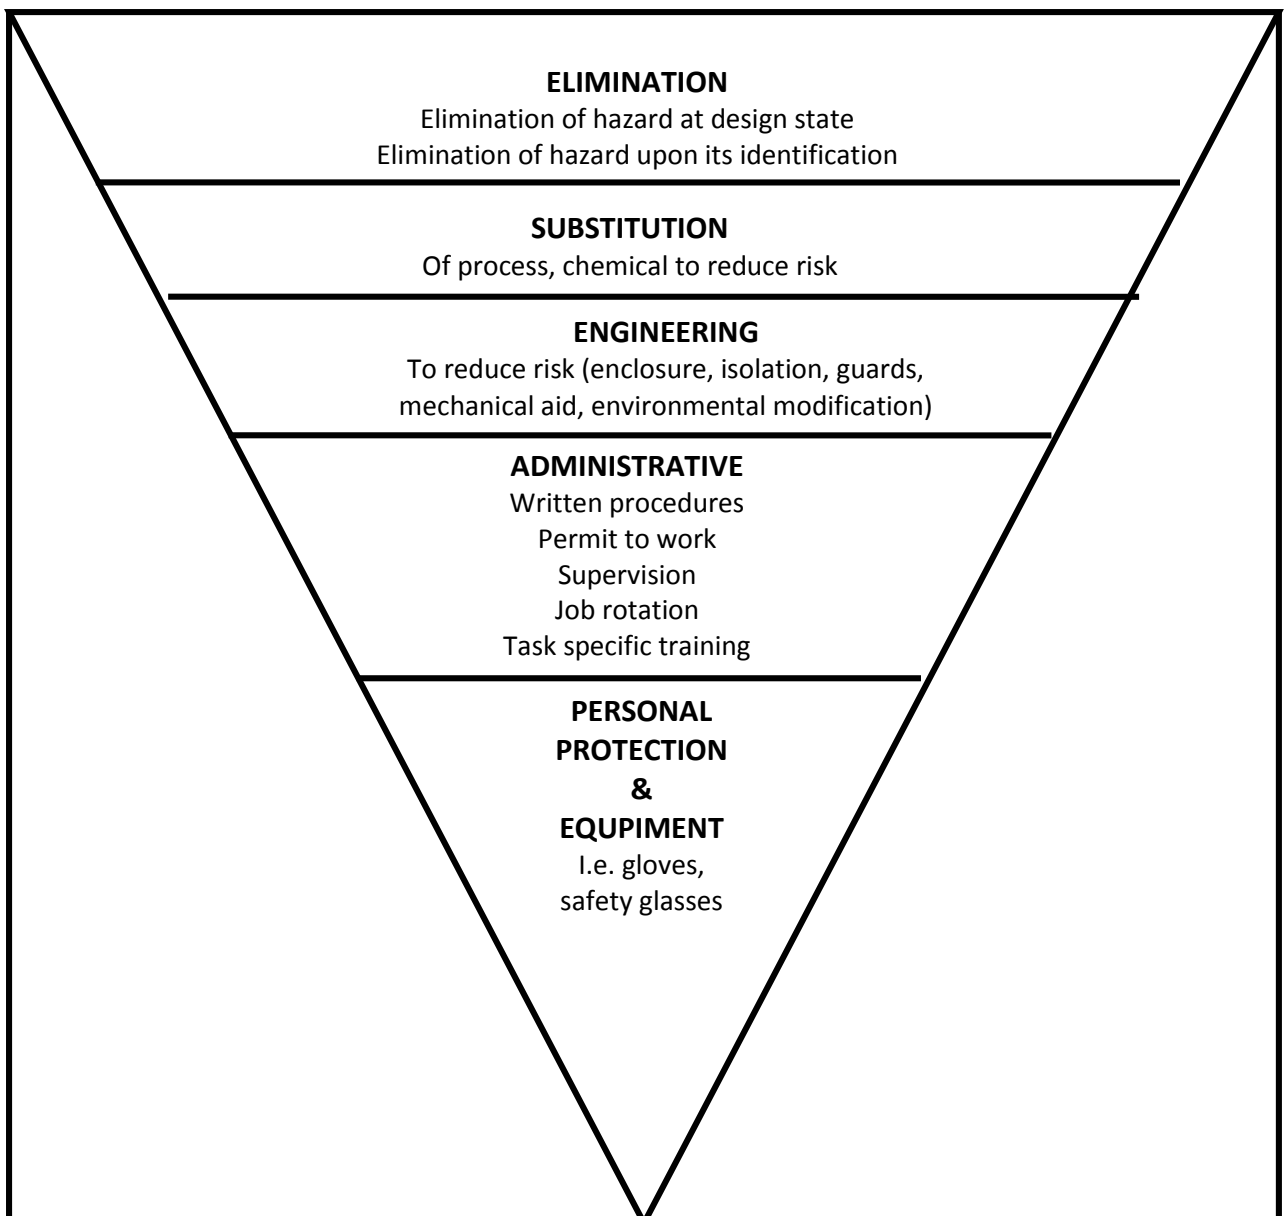 ELIMINATION
Elimination of hazard at design state
Elimination of hazard upon its identification
SUBSTITUTION
Of process, chemical to reduce risk
ENGINEERING
To reduce risk (enclosure, isolation, guards,
mechanical aid, environmental modification)
ADMINISTRATIVE
Written procedures
Permit to work
Supervision
Job rotation
Task specific training
PERSONAL
PROTECTION
&
EQUPIMENT
I.e. gloves,
safety glasses